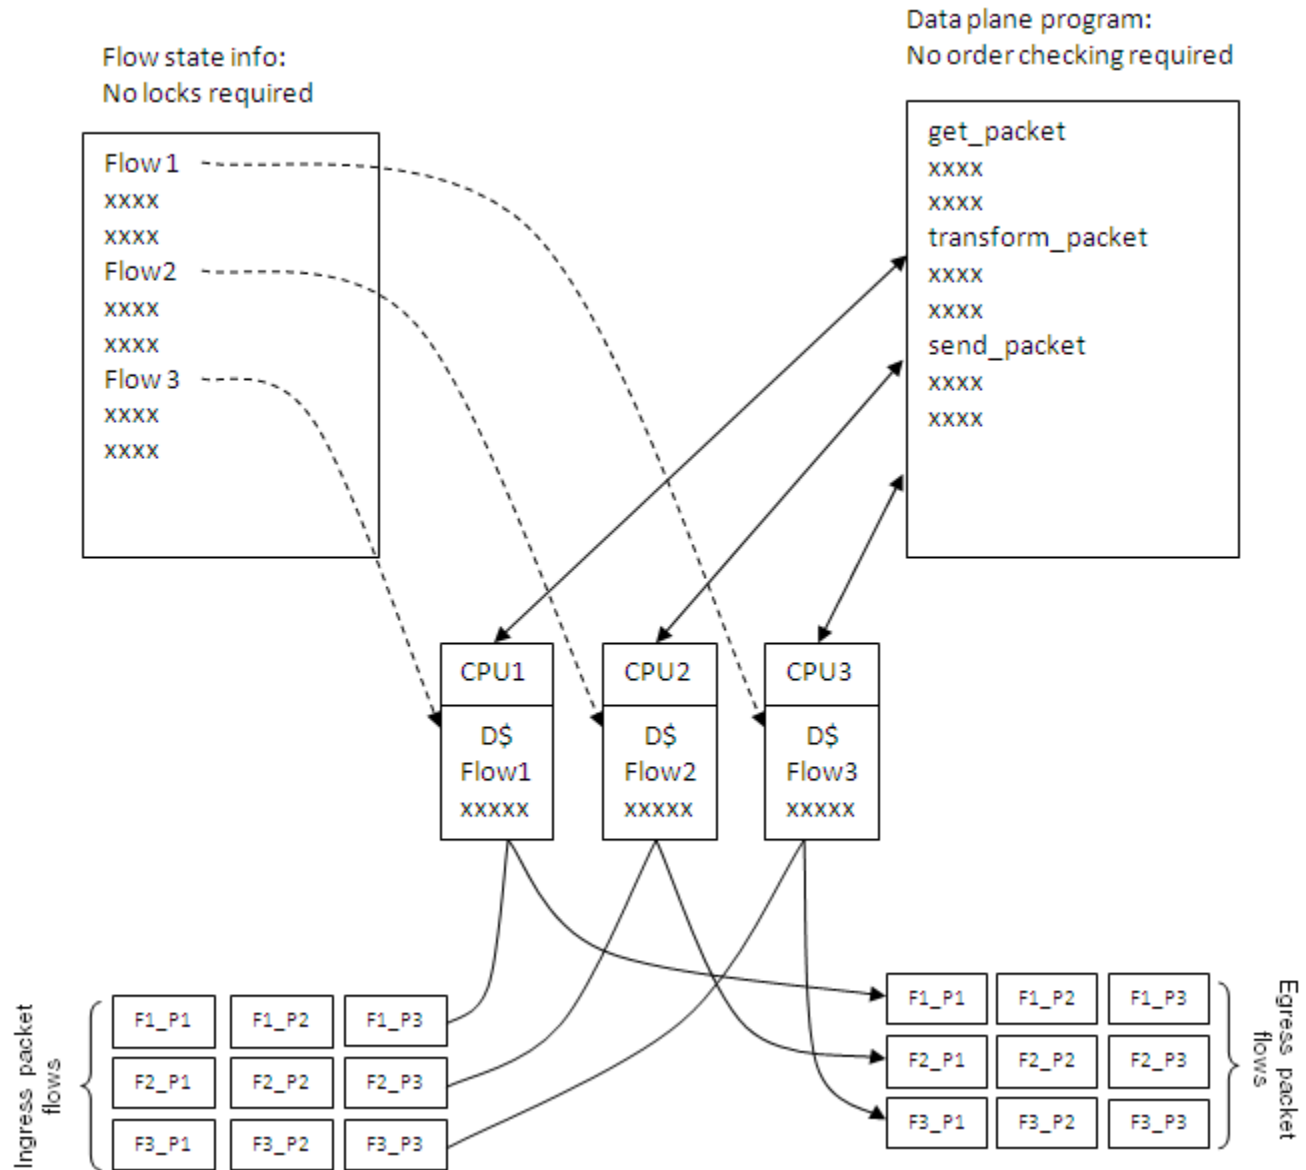 Flow state info:
No locks required
Flow 1
xxxx
xxxx
Flow2
xxxx
xxxx
Flow 3
xxxx
xxxx
Data plane program:
No order checking required
get_packet
xxxx
xxxx
transform_packet
xxxx
xxxx
send_packet
xxxx
xxxx
CPU1
D$
Flow1
xxxxx
CPU2
D$
Flow2
xxxxx
CPU3
D$
Flow3
xxxxx
Ingress packet
flows
F1_P1 F1_P2 F1_P3
F2_P1 F2_P2 F2_P3
F3_P1 F3_P2 F3_P3
F1_P1 F1_P2 F1_P3
F2_P1 F2_P2 F2_P3
F3_P1 F3_P2 F3_P3
Egress packet
flows